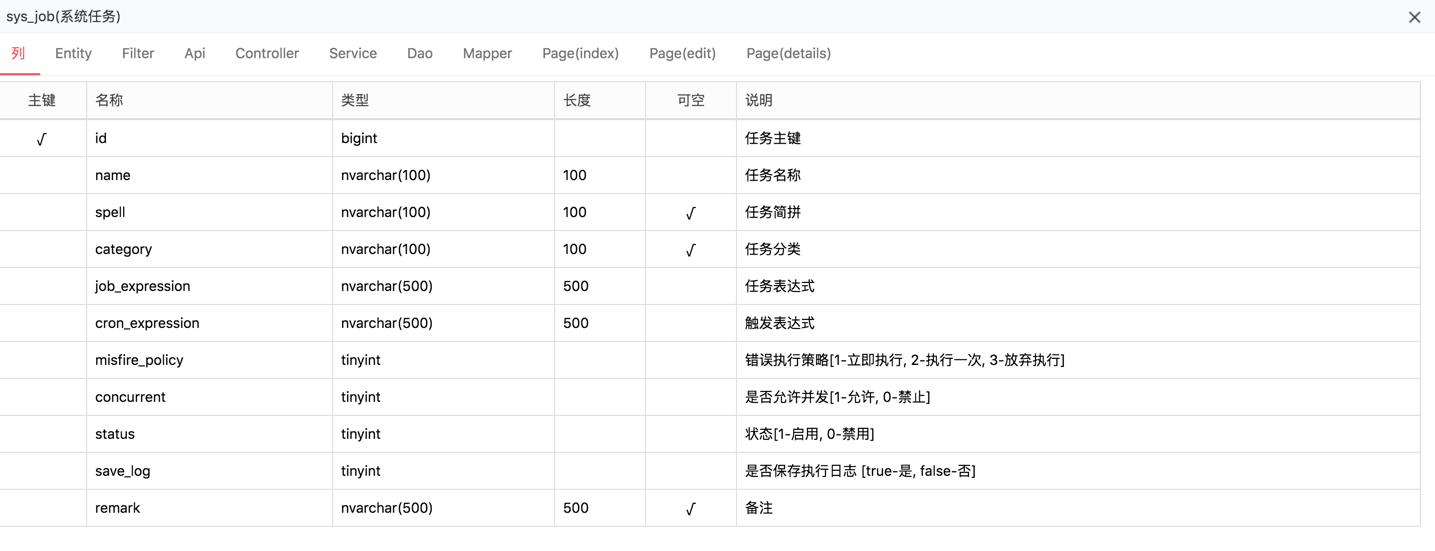 sys_job(系统任务)
列 Entity Filter Api Controller Service Dao Mapper Page(index) Page(edit) Page(details)
主键 名称 类型 长度 可空 说明
√ id bigint 任务主键
name nvarchar(100) 100 任务名称
spell nvarchar(100) 100 √ 任务简拼
category nvarchar(100) 100 √ 任务分类
job_expression nvarchar(500) 500 任务表达式
cron_expression nvarchar(500) 500 触发表达式
misfire_policy tinyint 错误执行策略[1-立即执行, 2-执行一次, 3-放弃执行]
concurrent tinyint 是否允许并发[1-允许, 0-禁止]
status tinyint 状态[1-启用, 0-禁用]
save_log tinyint 是否保存执行日志 [true-是, false-否]
remark nvarchar(500) 500 √ 备注